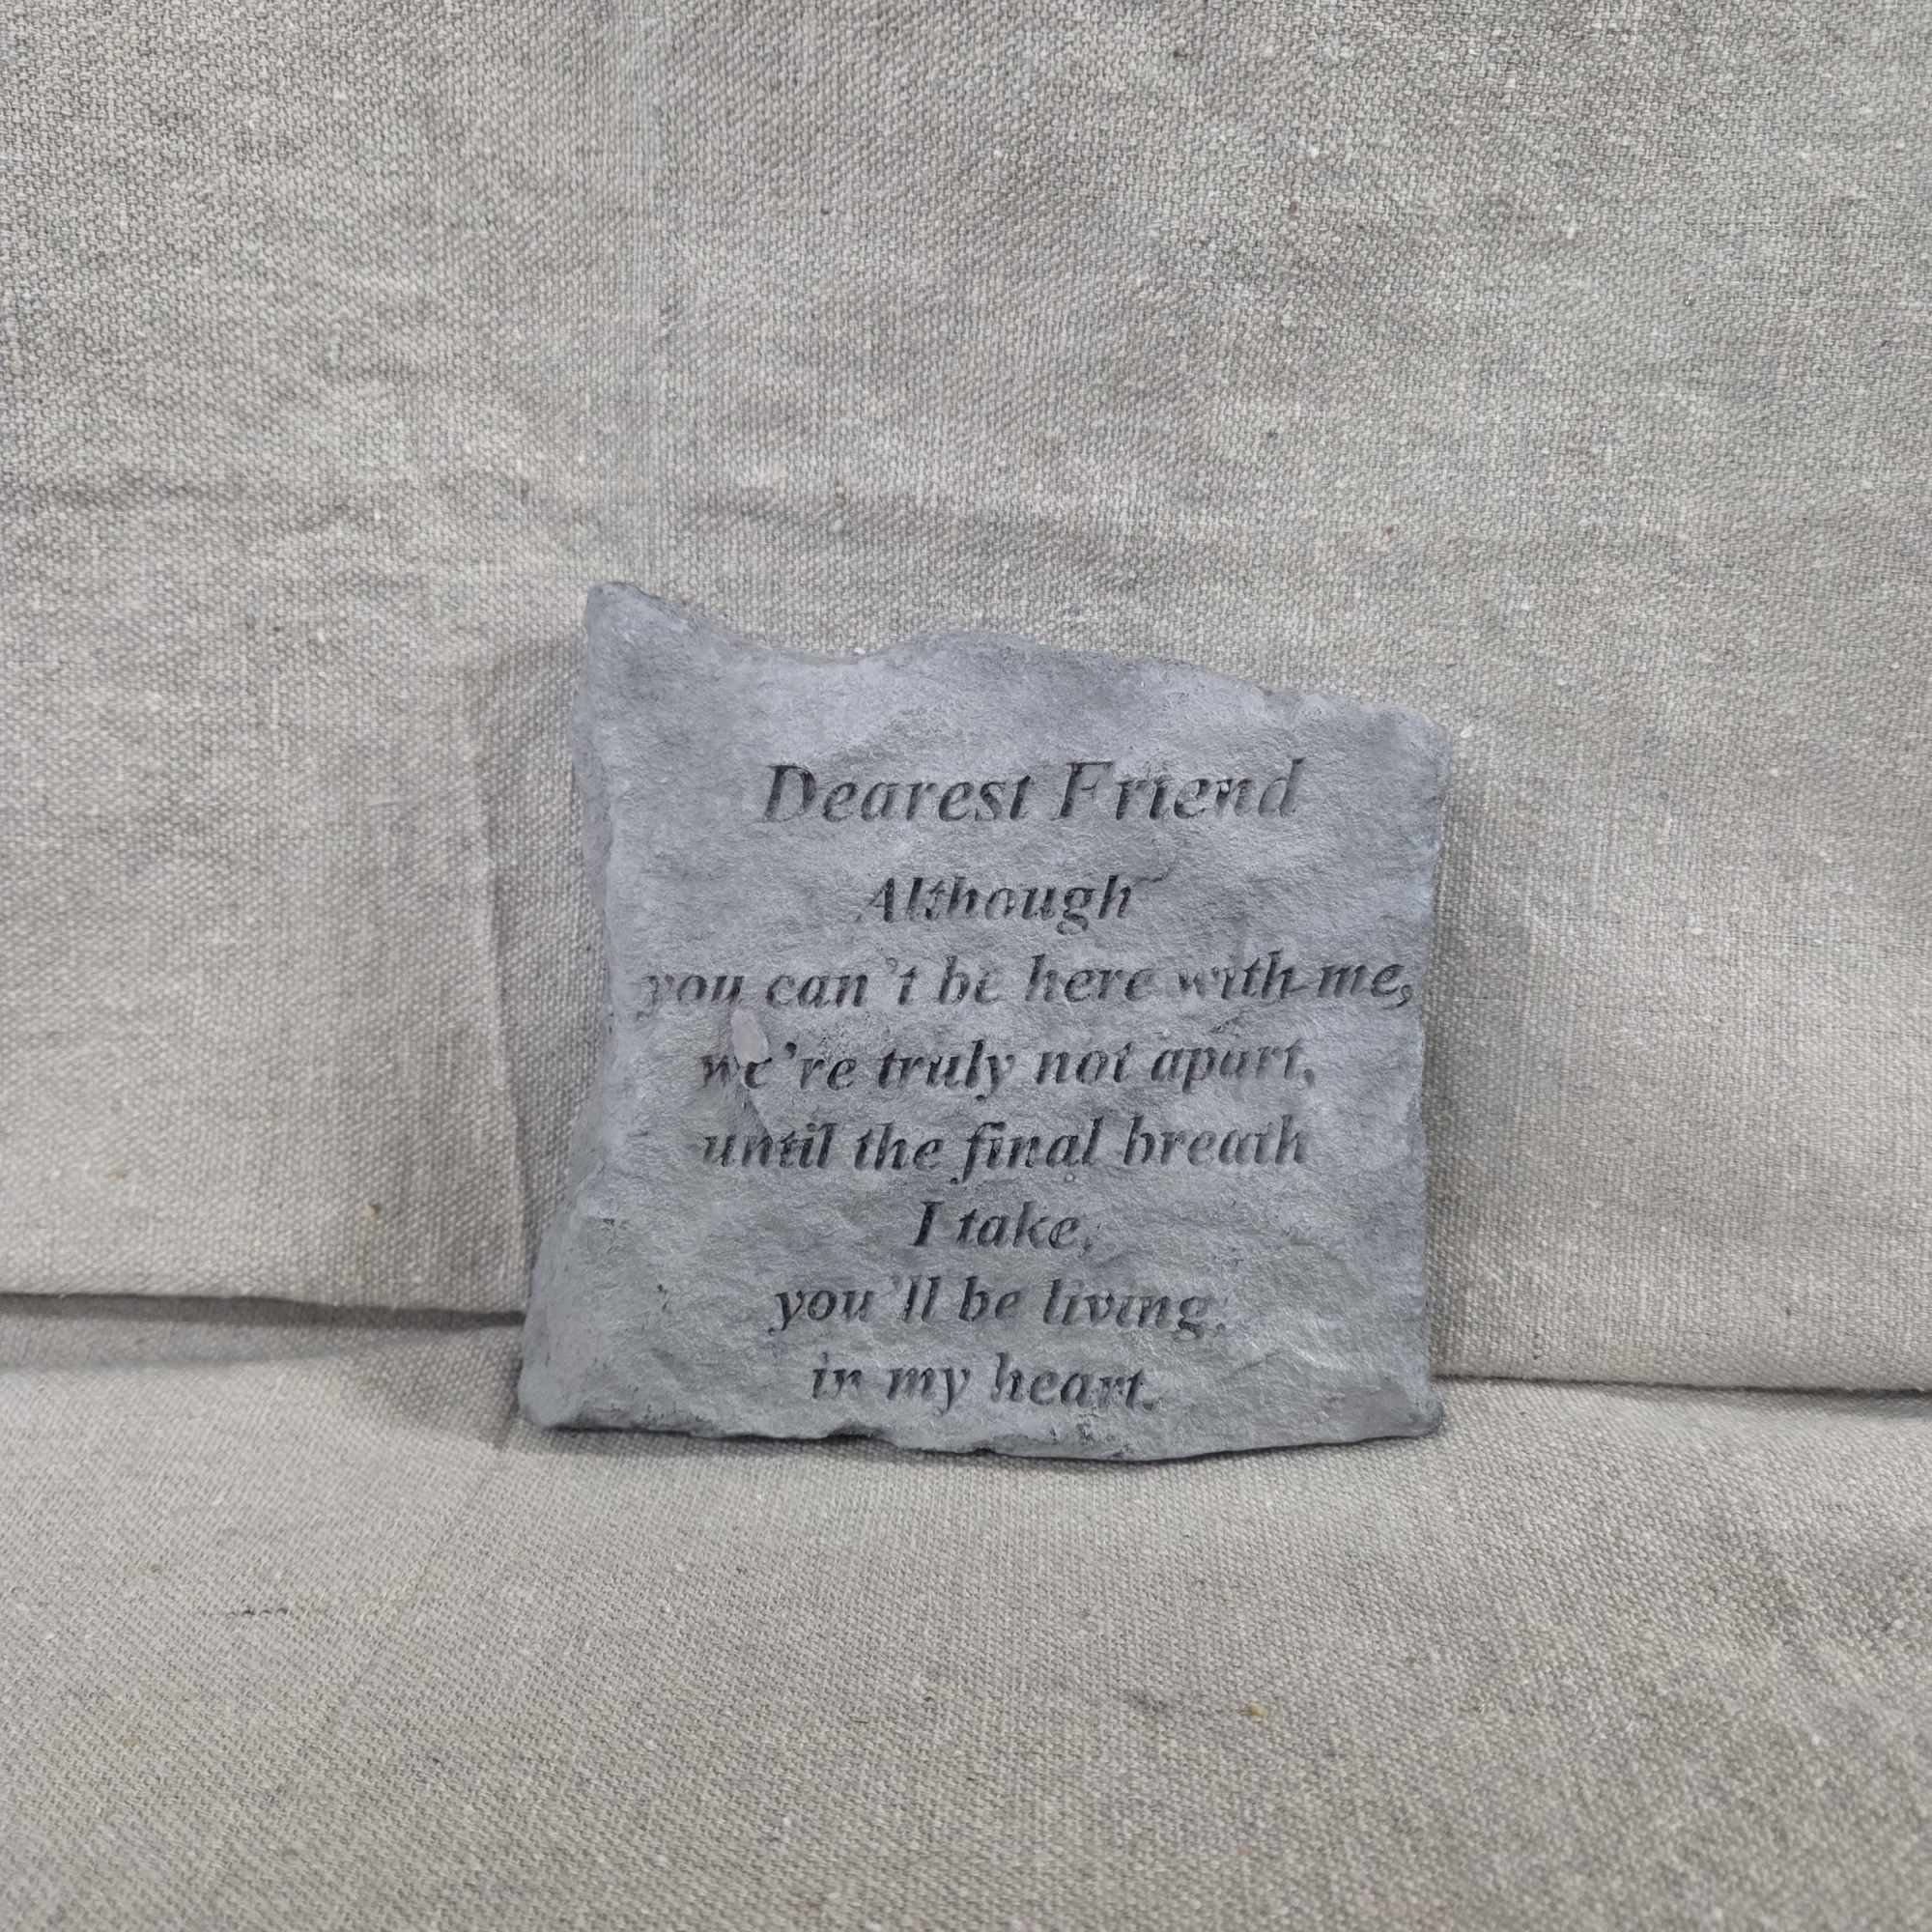 Dearest Friend
Although
you can't be here with me,
we're truly not apart,
until the final breath
I take,
you'll be living,
in my heart.